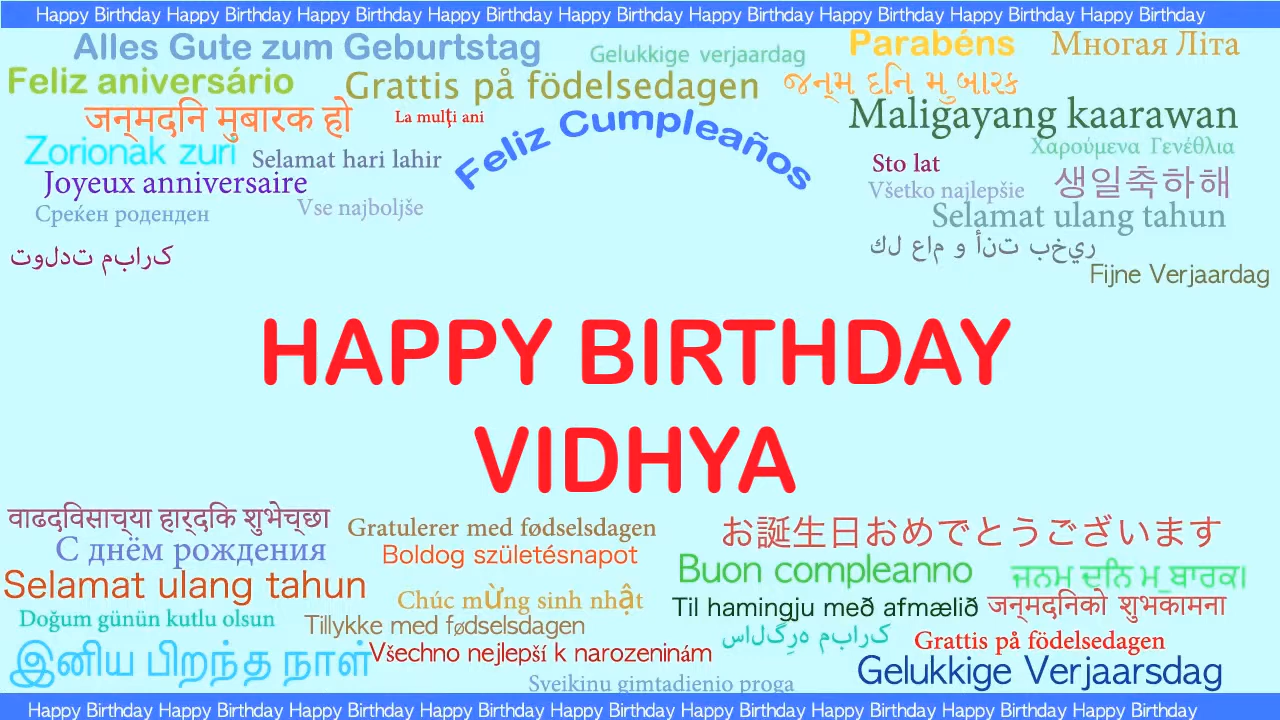 Happy Birthday Happy Birthday Happy Birthday Happy Birthday Happy Birthday Happy Birthday Happy Birthday Happy Birthday Happy Birthday
Alles Gute zum Geburtstag
Gelukkige verjaardag
Parabéns
Многая Літа
Feliz aniversário
Grattis på födelsedagen
જન્મ દનિ મુબારક
जन्मदनि मुबारक हो
La mulţi ani
Feliz Cumpleaños
Maligayang kaarawan
Zorionak zuri
Selamat hari lahir
Χαρούμενα Γενέθλια
Sto lat
Joyeux anniversaire
Všetko najlepšie
생일축하해
Среќен роденден
Vse najboljše
Selamat ulang tahun
تولدت مبارک
كل عام و أنت بخير
Fijne Verjaardag
HAPPY BIRTHDAY
VIDHYA
वाढदविसाच्या हार्दकि शुभेच्छा
Gratulerer med fødselsdagen
お誕生日おめでとうございます
С днём рождения
Boldog születésnapot
Buon compleanno
ਜਨਮ ਦਨਿ ਮੁਬਾਰਕ।
Selamat ulang tahun
Chúc mừng sinh nhật
Til hamingju með afmælið
जन्मदनिको शुभकामना
Doğum günün kutlu olsun
Tillykke med fødselsdagen
سالگرہ مبارک
Grattis på födelsedagen
இனிய பிறந்த நாள்
Všechno nejlepší k narozeninám
Gelukkige Verjaarsdag
Sveikinu gimtadienio proga
Happy Birthday Happy Birthday Happy Birthday Happy Birthday Happy Birthday Happy Birthday Happy Birthday Happy Birthday Happy Birthday